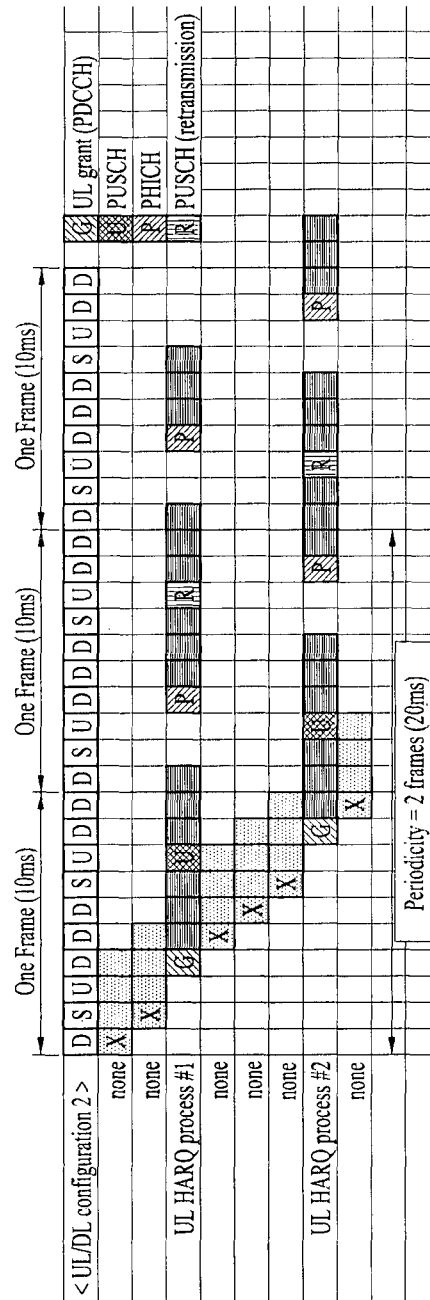 One Frame (10ms) One Frame (10ms) One Frame (10ms)
< UL/DL configuration 2 > D S U D D D S U D D D S U D D D S U D D D S U D D D S U D D G UL grant (PDCCH)
none X U PUSCH
none X P PHICH
UL HARQ process #1 G U P R P R PUSCH (retransmission)
none X
none X
none X
UL HARQ process #2 G U P R P
none X
Periodicity = 2 frames (20ms)